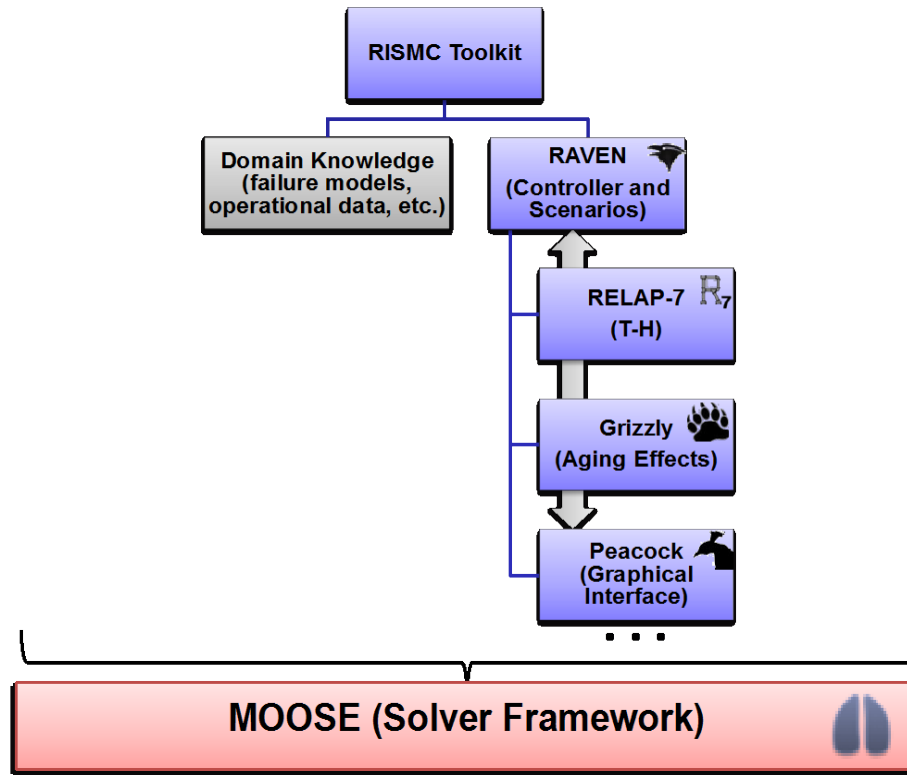 RISMC Toolkit
Domain Knowledge
(failure models,
operational data, etc.)
RAVEN
(Controller and
Scenarios)
RELAP-7
R7
(T-H)
Grizzly
(Aging Effects)
Peacock
(Graphical
Interface)
. . .
MOOSE (Solver Framework)